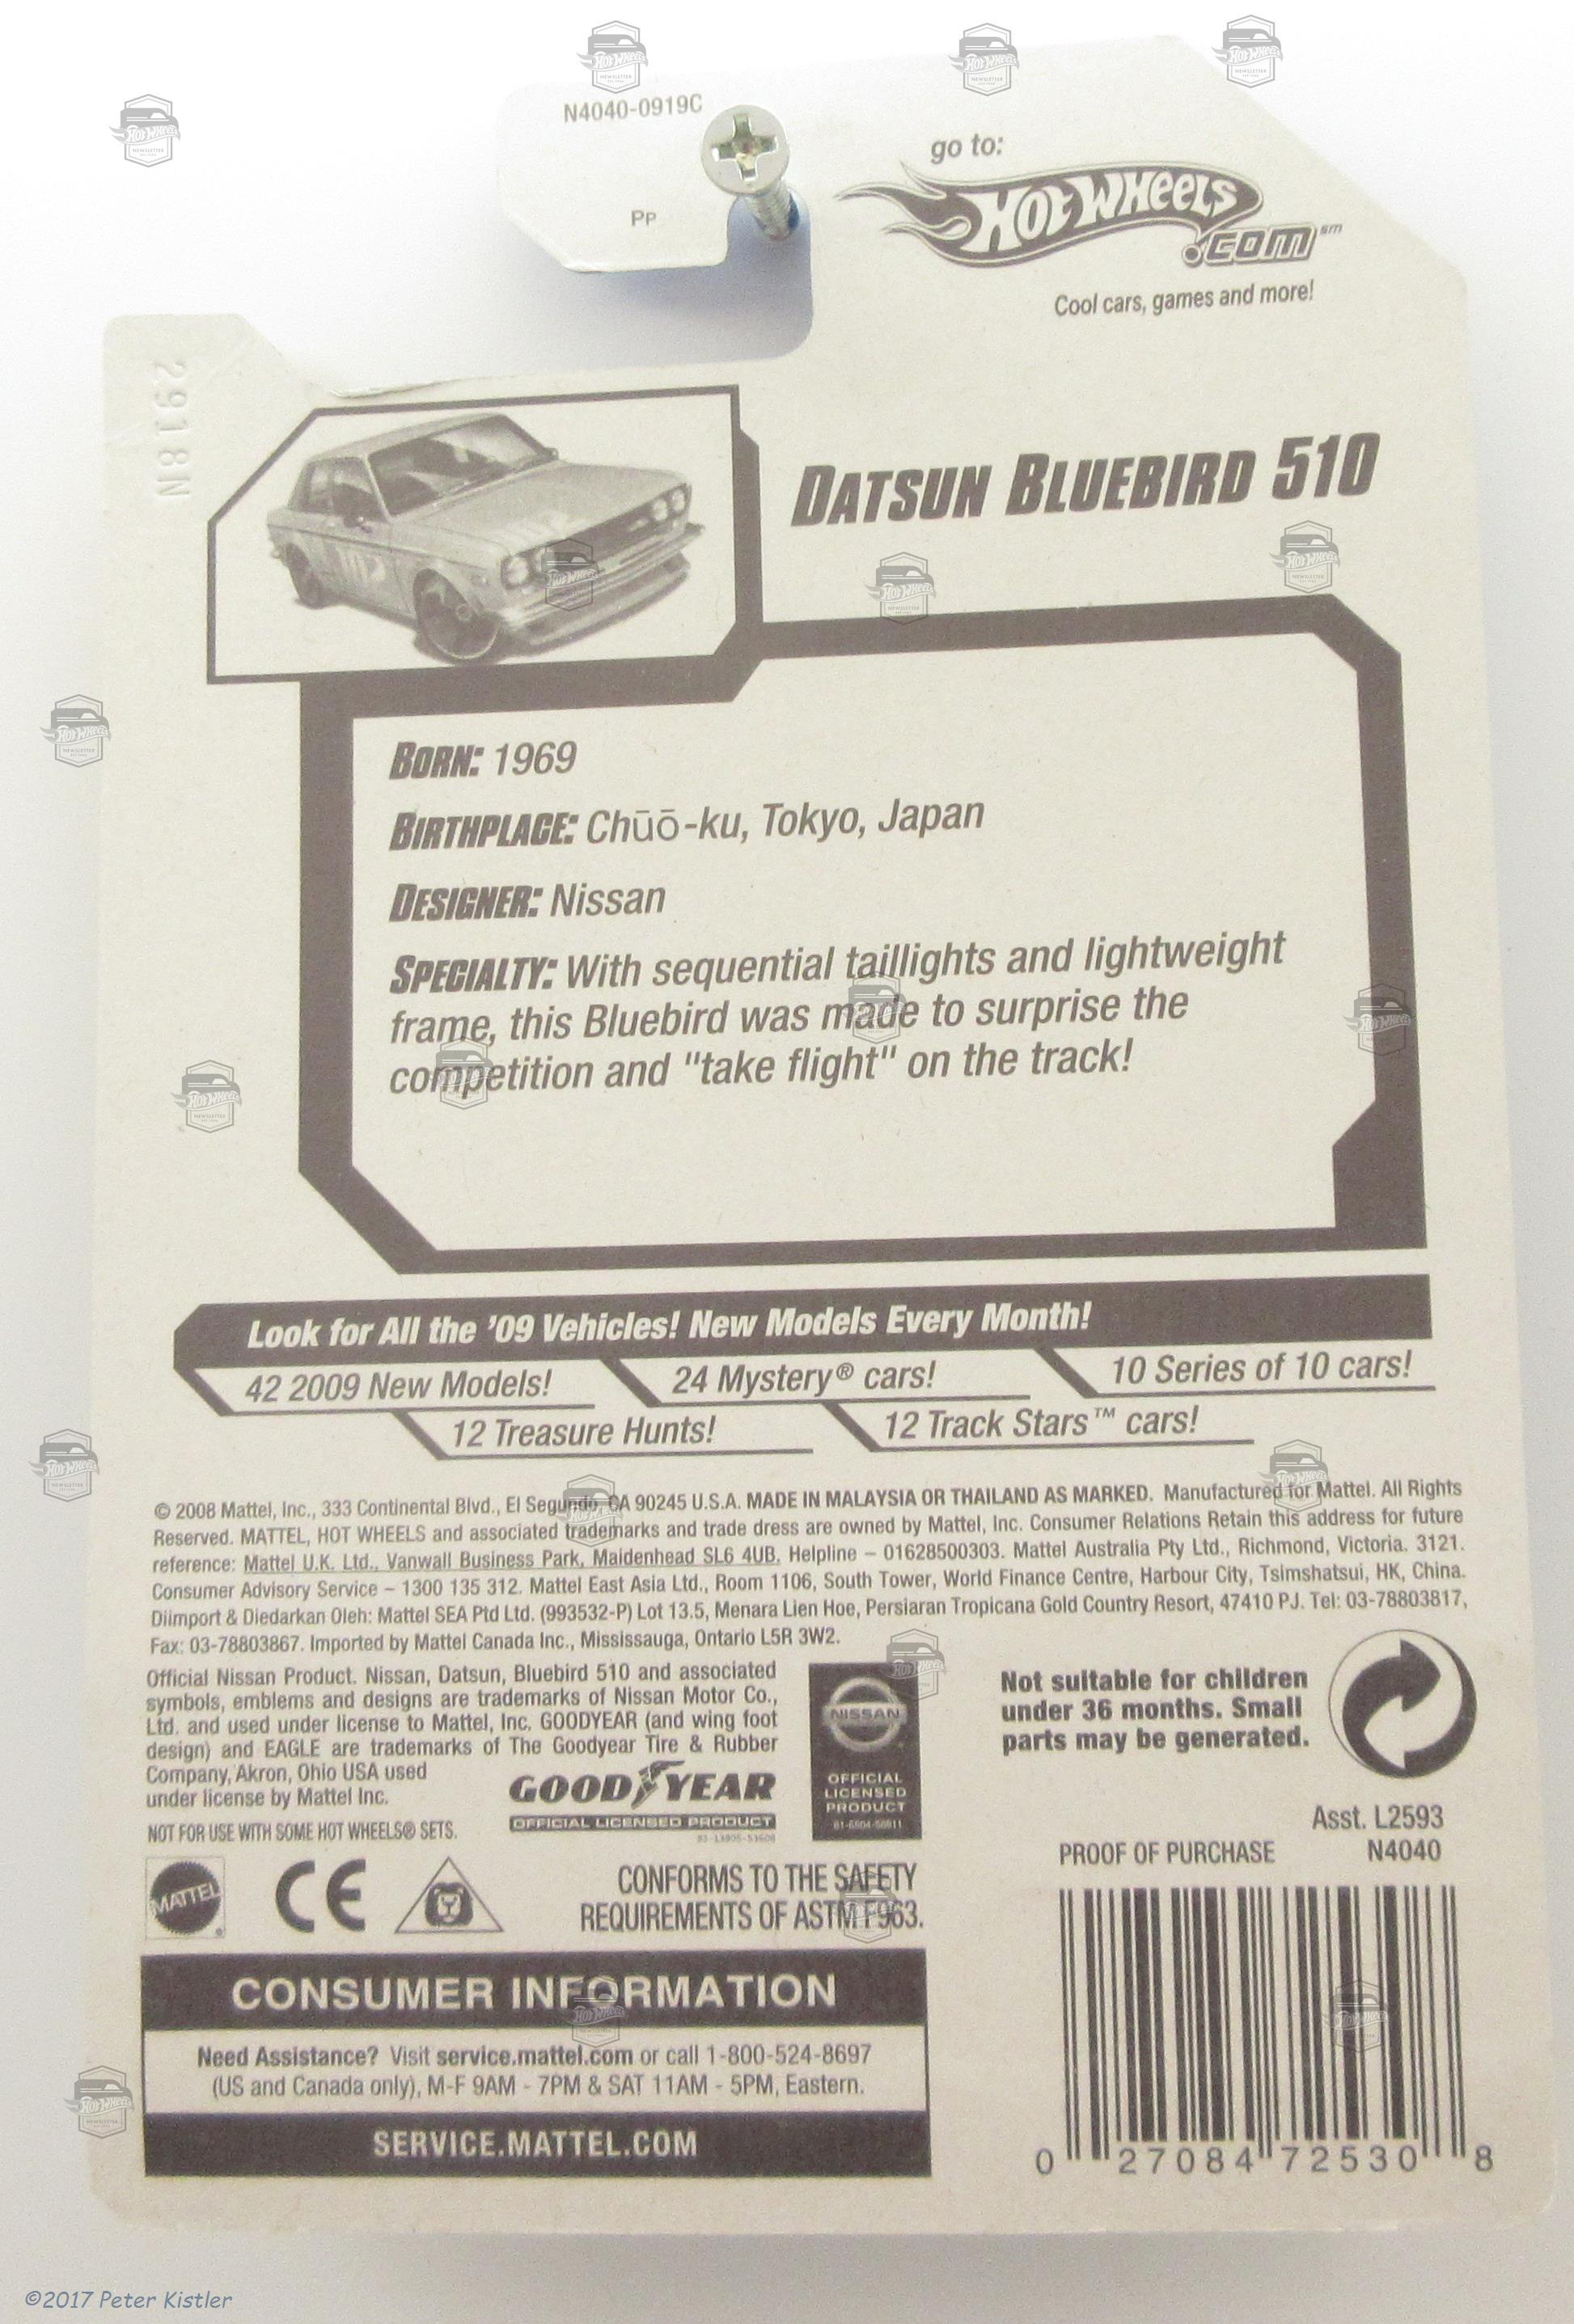 N4040-0919C
Pp
go to:
Hot Wheels
.com℠
Cool cars, games and more!
2918N
Datsun Bluebird 510
Born: 1969
Birthplace: Chūō-ku, Tokyo, Japan
Designer: Nissan
Specialty: With sequential taillights and lightweight
frame, this Bluebird was made to surprise the
competition and "take flight" on the track!
Look for All the ’09 Vehicles! New Models Every Month!
42 2009 New Models!
24 Mystery® cars!
10 Series of 10 cars!
12 Treasure Hunts!
12 Track Stars™ cars!
© 2008 Mattel, Inc., 333 Continental Blvd., El Segundo, CA 90245 U.S.A. MADE IN MALAYSIA OR THAILAND AS MARKED. Manufactured for Mattel. All Rights
Reserved. MATTEL, HOT WHEELS and associated trademarks and trade dress are owned by Mattel, Inc. Consumer Relations Retain this address for future
reference: Mattel U.K. Ltd., Vanwall Business Park, Maidenhead SL6 4UB. Helpline – 01628500303. Mattel Australia Pty Ltd., Richmond, Victoria. 3121.
Consumer Advisory Service – 1300 135 312. Mattel East Asia Ltd., Room 1106, South Tower, World Finance Centre, Harbour City, Tsimshatsui, HK, China.
Diimport & Diedarkan Oleh: Mattel SEA Ptd Ltd. (993532-P) Lot 13.5, Menara Lien Hoe, Persiaran Tropicana Gold Country Resort, 47410 PJ. Tel: 03-78803817,
Fax: 03-78803867. Imported by Mattel Canada Inc., Mississauga, Ontario L5R 3W2.
Official Nissan Product. Nissan, Datsun, Bluebird 510 and associated
symbols, emblems and designs are trademarks of Nissan Motor Co.,
Ltd. and used under license to Mattel, Inc. GOODYEAR (and wing foot
design) and EAGLE are trademarks of The Goodyear Tire & Rubber
Company, Akron, Ohio USA used
under license by Mattel Inc.
NOT FOR USE WITH SOME HOT WHEELS® SETS.
GOODYEAR
OFFICIAL LICENSED PRODUCT
NISSAN
OFFICIAL
LICENSED
PRODUCT
Not suitable for children
under 36 months. Small
parts may be generated.
Asst. L2593
PROOF OF PURCHASE N4040
MATTEL
CE
CONFORMS TO THE SAFETY
REQUIREMENTS OF ASTM F963.
CONSUMER INFORMATION
Need Assistance? Visit service.mattel.com or call 1-800-524-8697
(US and Canada only), M-F 9AM - 7PM & SAT 11AM - 5PM, Eastern.
SERVICE.MATTEL.COM
0 27084 72530 8
©2017 Peter Kistler